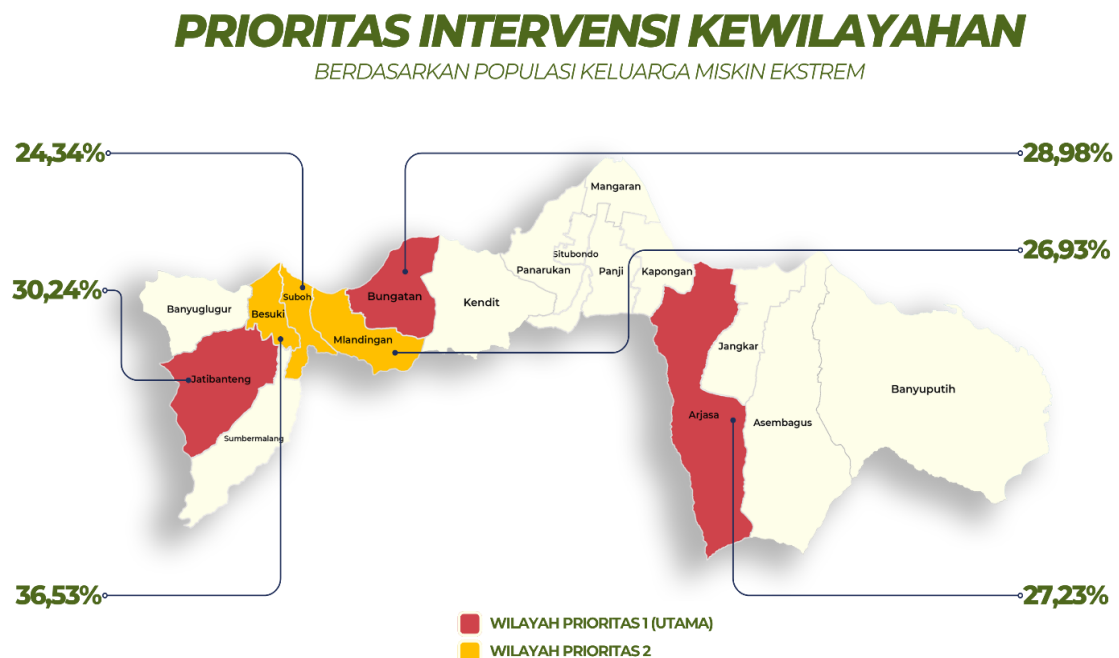 PRIORITAS INTERVENSI KEWILAYAHAN
BERDASARKAN POPULASI KELUARGA MISKIN EKSTREM
24,34%
28,98%
Mangaran
26,93%
Situbondo
Panarukan
Panji
Kapongan
30,24%
Suboh
Bungatan
Kendit
Banyuglugur
Besuki
Mlandingan
Jangkar
Jatibanteng
Banyuputih
Arjasa
Asembagus
Sumbermalang
36,53%
27,23%
WILAYAH PRIORITAS 1 (UTAMA)
WILAYAH PRIORITAS 2